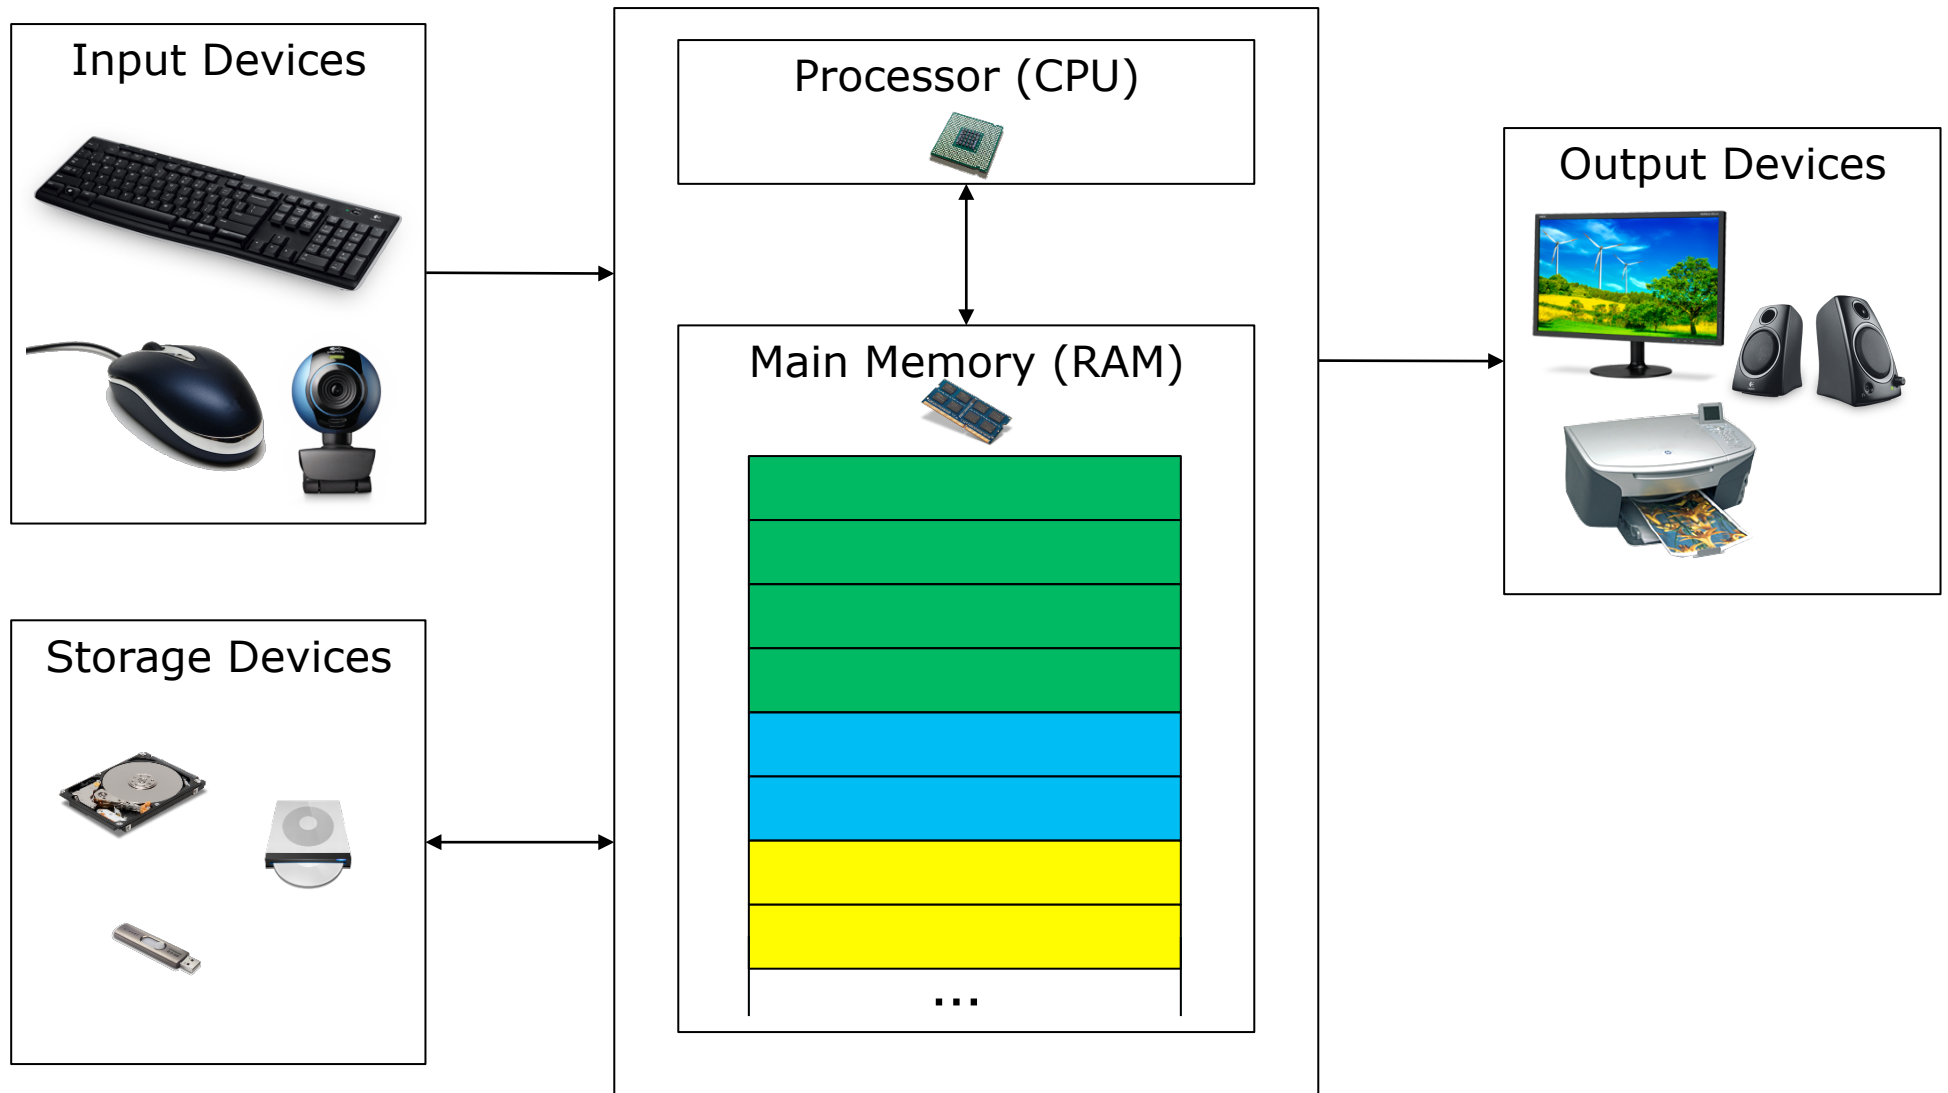 Input Devices
Processor (CPU)
Main Memory (RAM)
...
Output Devices
Storage Devices